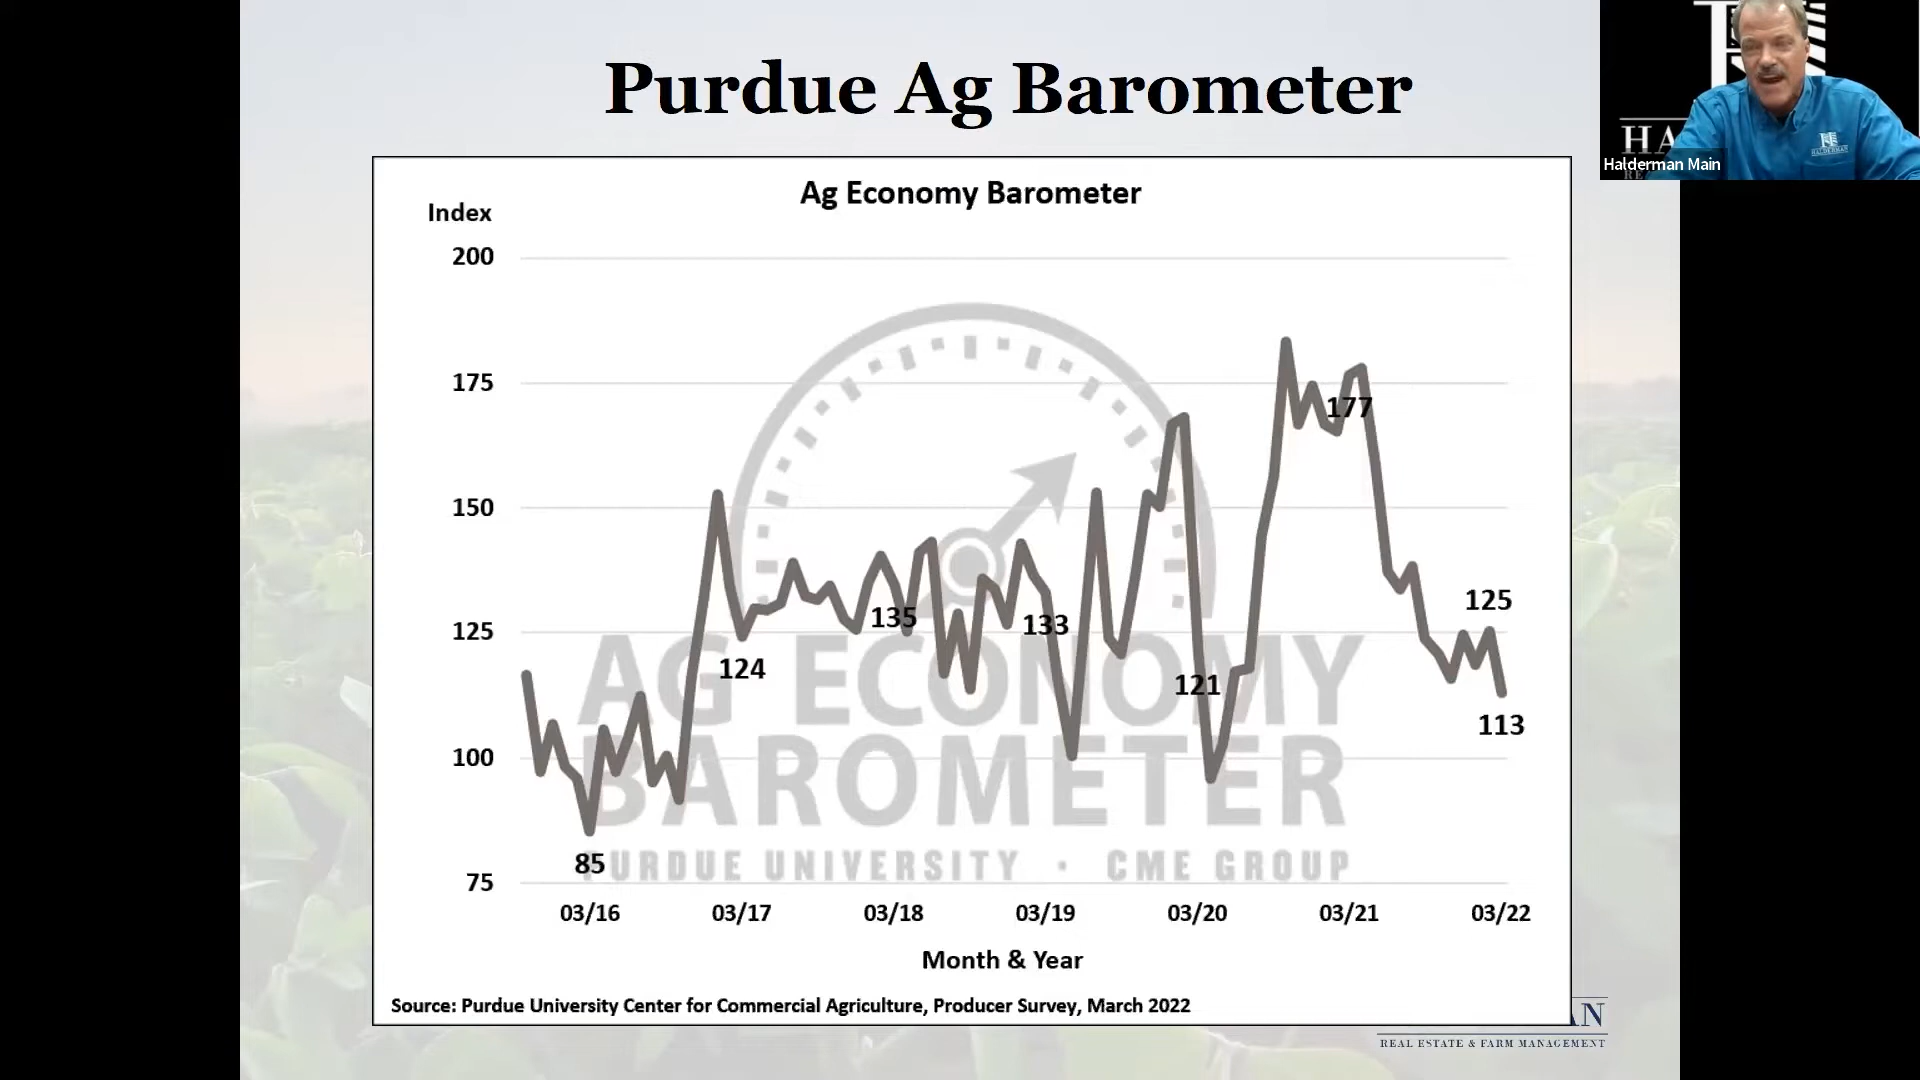 Purdue Ag Barometer
Halderman Main
HALDERMAN
Ag Economy Barometer
Index
200
175
150
125
100
75
85
124
135
133
121
177
125
113
AG ECONOMY
BAROMETER
PURDUE UNIVERSITY · CME GROUP
03/16 03/17 03/18 03/19 03/20 03/21 03/22
Month & Year
Source: Purdue University Center for Commercial Agriculture, Producer Survey, March 2022
REAL ESTATE & FARM MANAGEMENT